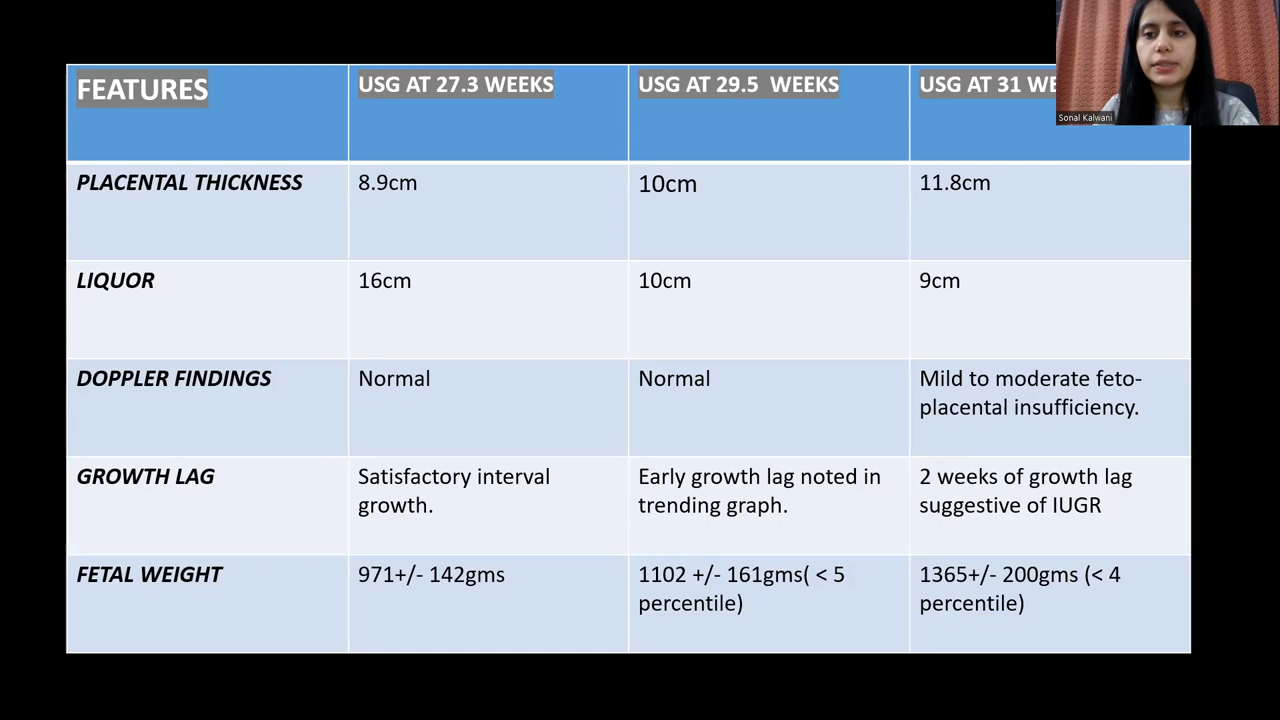 FEATURES
USG AT 27.3 WEEKS
USG AT 29.5 WEEKS
USG AT 31
Sonal Kalwani
PLACENTAL THICKNESS
8.9cm
10cm
11.8cm
LIQUOR
16cm
10cm
9cm
DOPPLER FINDINGS
Normal
Normal
Mild to moderate feto-
placental insufficiency.
GROWTH LAG
Satisfactory interval
growth.
Early growth lag noted in
trending graph.
2 weeks of growth lag
suggestive of IUGR
FETAL WEIGHT
971+/- 142gms
1102 +/- 161gms( < 5
percentile)
1365+/- 200gms (< 4
percentile)